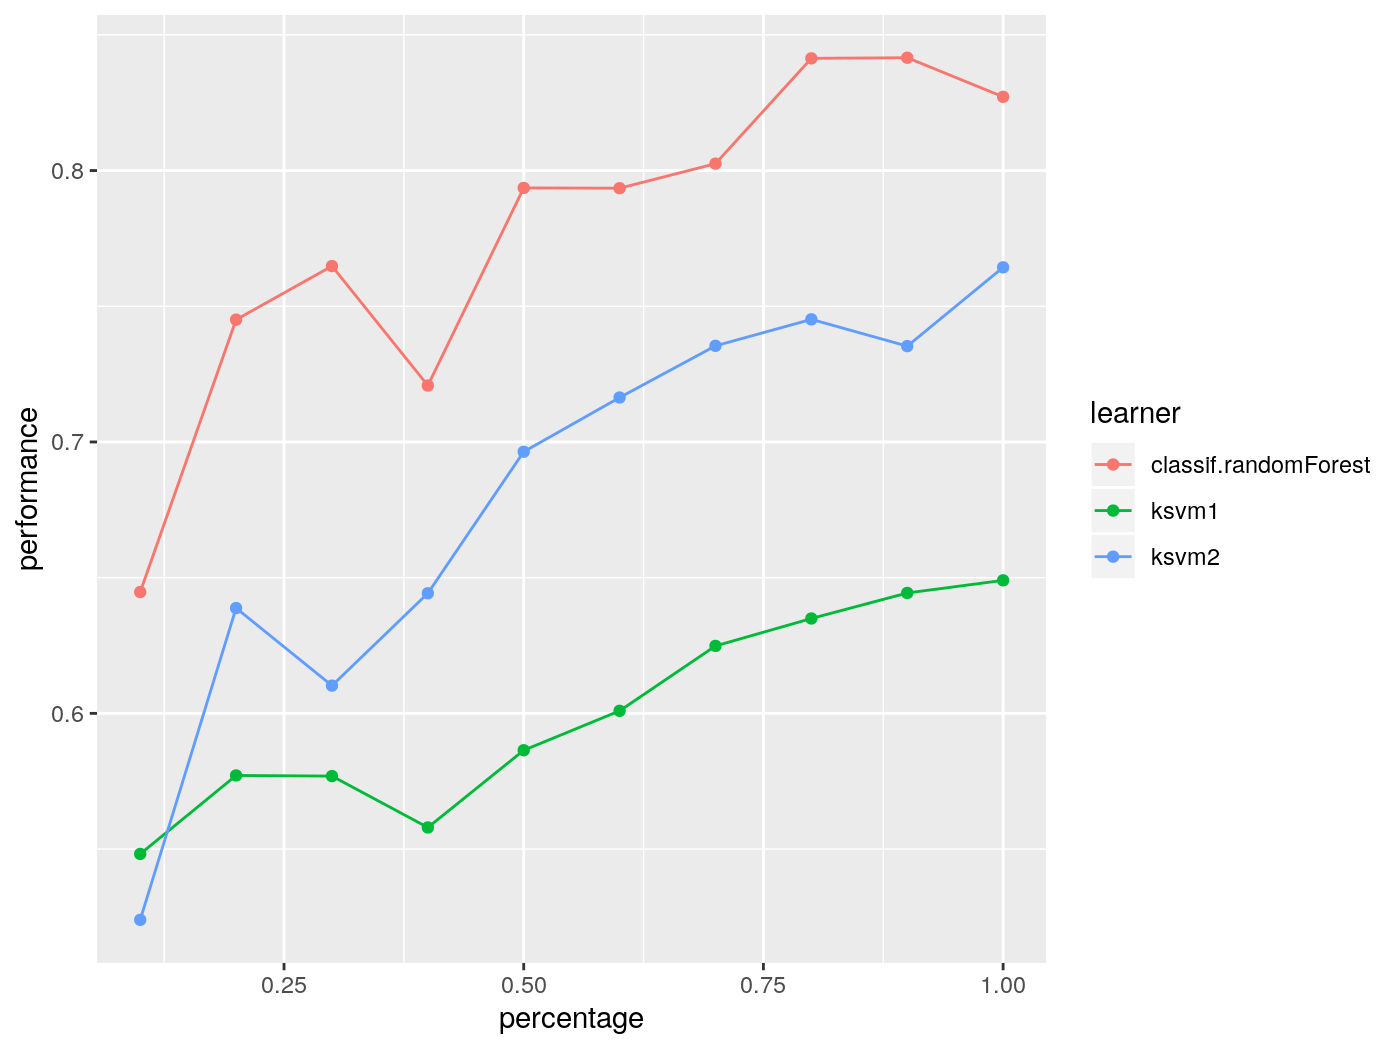 0.8
0.7
0.6
performance
0.25 0.50 0.75 1.00
percentage
learner
classif.randomForest
ksvm1
ksvm2